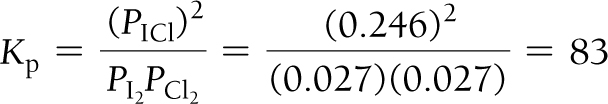 K_p = (P_ICl)^2 / P_I₂ P_Cl₂ = (0.246)^2 / (0.027)(0.027) = 83